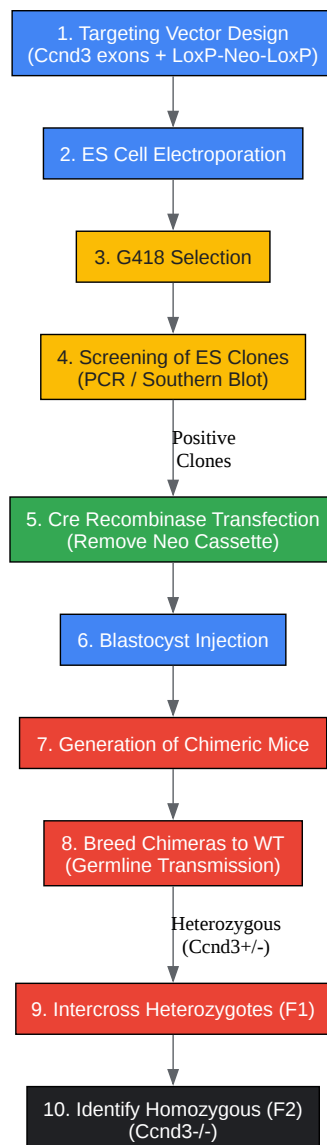 1. Targeting Vector Design
(Ccnd3 exons + LoxP-Neo-LoxP)
2. ES Cell Electroporation
3. G418 Selection
4. Screening of ES Clones
(PCR / Southern Blot)
Positive
Clones
5. Cre Recombinase Transfection
(Remove Neo Cassette)
6. Blastocyst Injection
7. Generation of Chimeric Mice
8. Breed Chimeras to WT
(Germline Transmission)
Heterozygous
(Ccnd3+/-)
9. Intercross Heterozygotes (F1)
10. Identify Homozygous (F2)
(Ccnd3-/-)